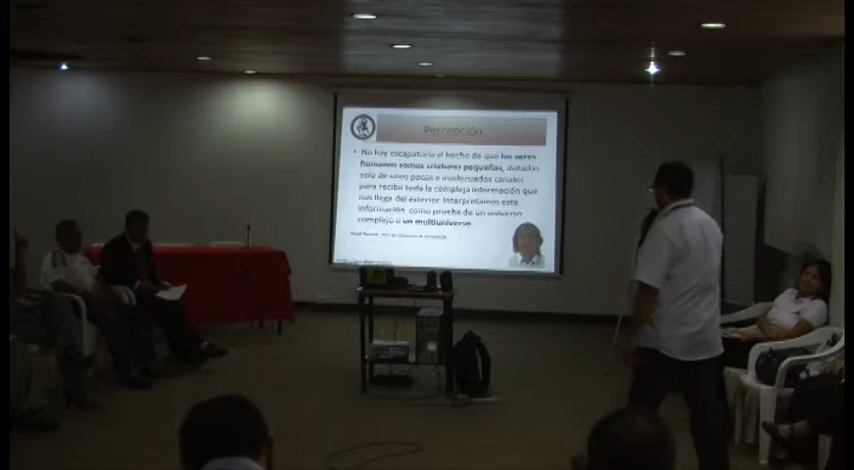 Percepción
• No hay escapatoria al hecho de que los seres
humanos somos criaturas pequeñas, dotadas
solo de unos pocos e inadecuados canales
para recibir toda la compleja información que
nos llega del exterior. Interpretamos esta
información como prueba de un universo
complejo o un multiuniverso.